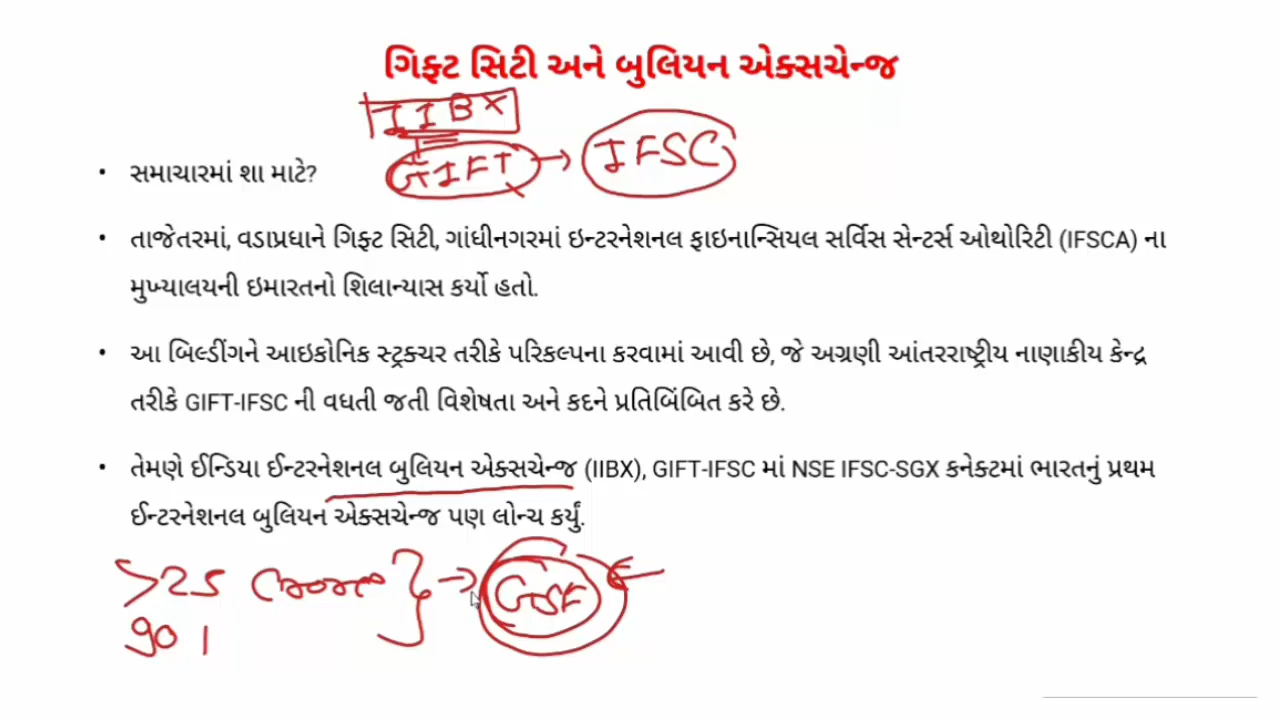 ગિફ્ટ સિટી અને બુલિયન એક્સચેન્જ
IIBX
GIFT → IFSC
• સમાચારમાં શા માટે?
• તાજેતરમાં, વડાપ્રધાને ગિફ્ટ સિટી, ગાંધીનગરમાં ઇન્ટરનેશનલ ફાઇનાન્સિયલ સર્વિસ સેન્ટર્સ ઓથોરિટી (IFSCA) ના
મુખ્યાલયની ઇમારતનો શિલાન્યાસ કર્યો હતો.
• આ બિલ્ડીંગને આઇકોનિક સ્ટ્રક્ચર તરીકે પરિકલ્પના કરવામાં આવી છે, જે અગ્રણી આંતરરાષ્ટ્રીય નાણાકીય કેન્દ્ર
તરીકે GIFT-IFSC ની વધતી જતી વિશેષતા અને કદને પ્રતિબિંબિત કરે છે.
• તેમણે ઈન્ડિયા ઈન્ટરનેશનલ બુલિયન એક્સચેન્જ (IIBX), GIFT-IFSC માં NSE IFSC-SGX કનેક્ટમાં ભારતનું પ્રથમ
ઈન્ટરનેશનલ બુલિયન એક્સચેન્જ પણ લોન્ચ કર્યું.
>25